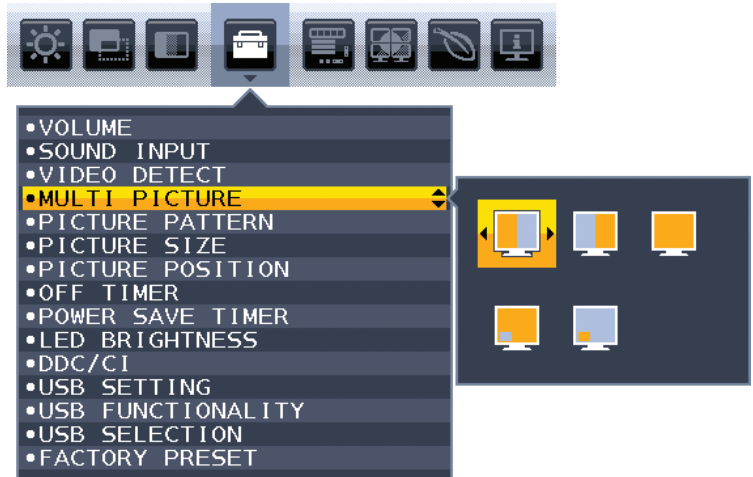 •VOLUME
•SOUND INPUT
•VIDEO DETECT
•MULTI PICTURE
•PICTURE PATTERN
•PICTURE SIZE
•PICTURE POSITION
•OFF TIMER
•POWER SAVE TIMER
•LED BRIGHTNESS
•DDC/CI
•USB SETTING
•USB FUNCTIONALITY
•USB SELECTION
•FACTORY PRESET